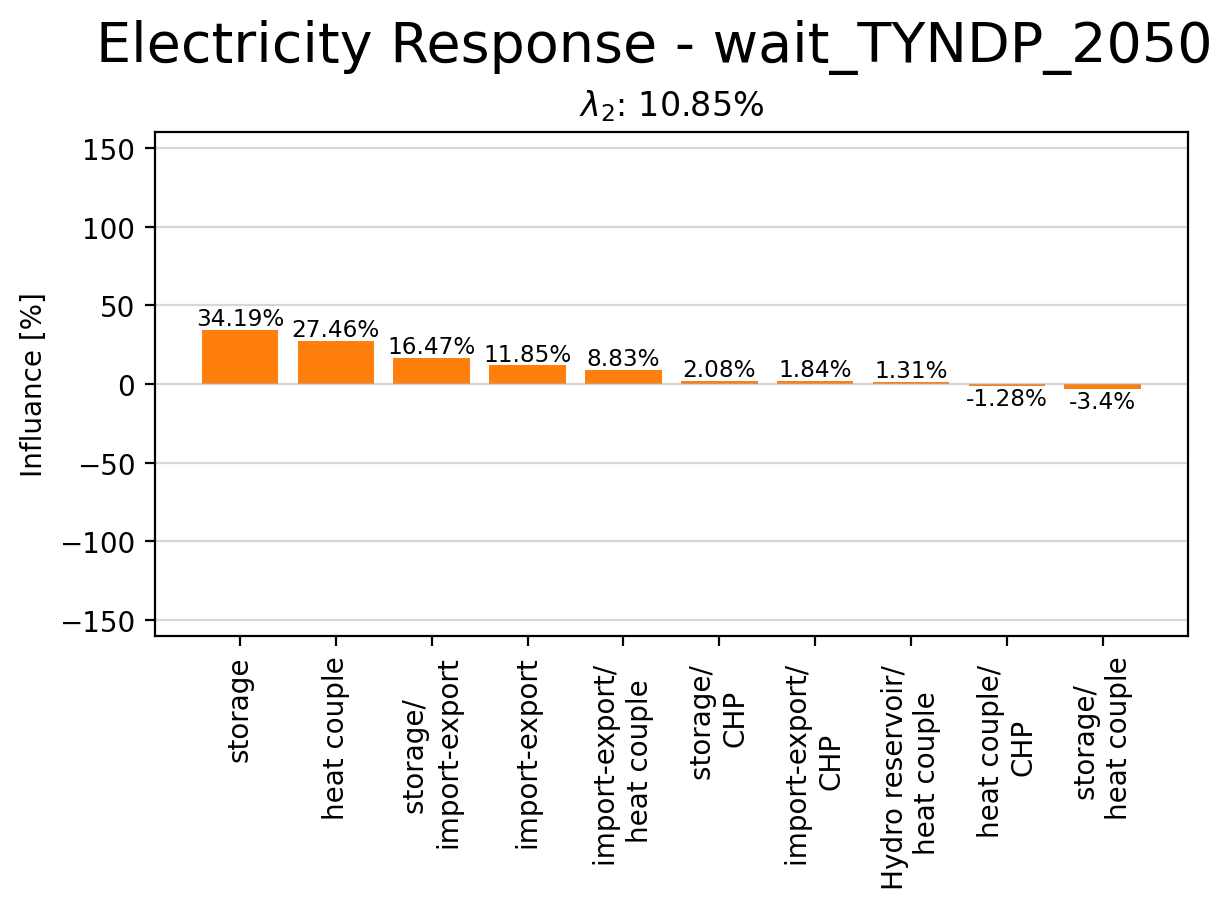 Electricity Response - wait_TYNDP_2050
λ₂: 10.85%
150
100
50
0
−50
−100
−150
Influance [%]
34.19%
27.46%
16.47%
11.85%
8.83%
2.08%
1.84%
1.31%
-1.28%
-3.4%
storage
heat couple
storage/
import-export
import-export
import-export/
heat couple
storage/
CHP
import-export/
CHP
Hydro reservoir/
heat couple
heat couple/
CHP
storage/
heat couple